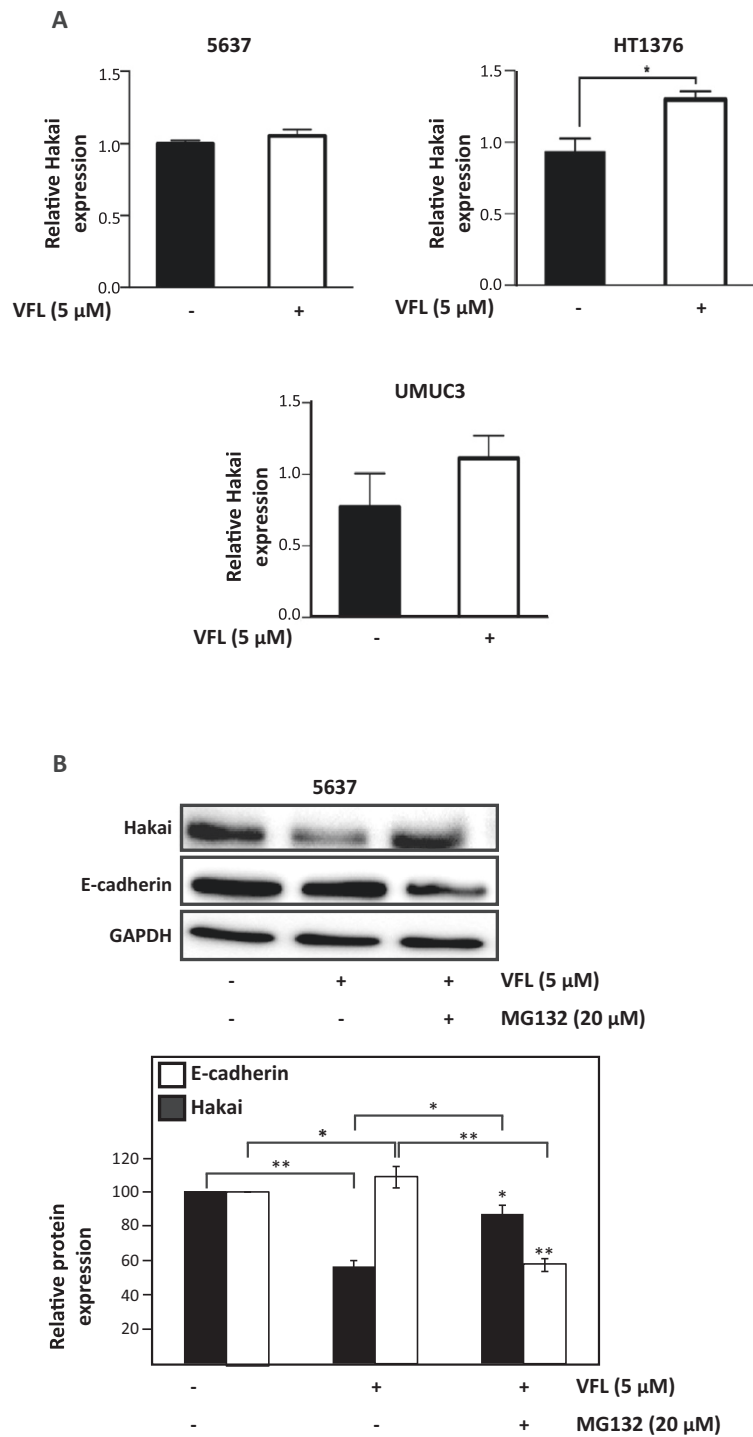 A
5637
Relative Hakai
expression
1.5
1.0
0.5
0.0
VFL (5 µM)
- +
HT1376
Relative Hakai
expression
1.5
1.0
0.5
0.0
*
VFL (5 µM)
- +
UMUC3
Relative Hakai
expression
1.5
1.0
0.5
0.0
VFL (5 µM)
- +
B
5637
Hakai
E-cadherin
GAPDH
- + + VFL (5 µM)
- - + MG132 (20 µM)
E-cadherin
Hakai
*
* **
**
* 
**
Relative protein
expression
120
100
80
60
40
20
- + + VFL (5 µM)
- - + MG132 (20 µM)